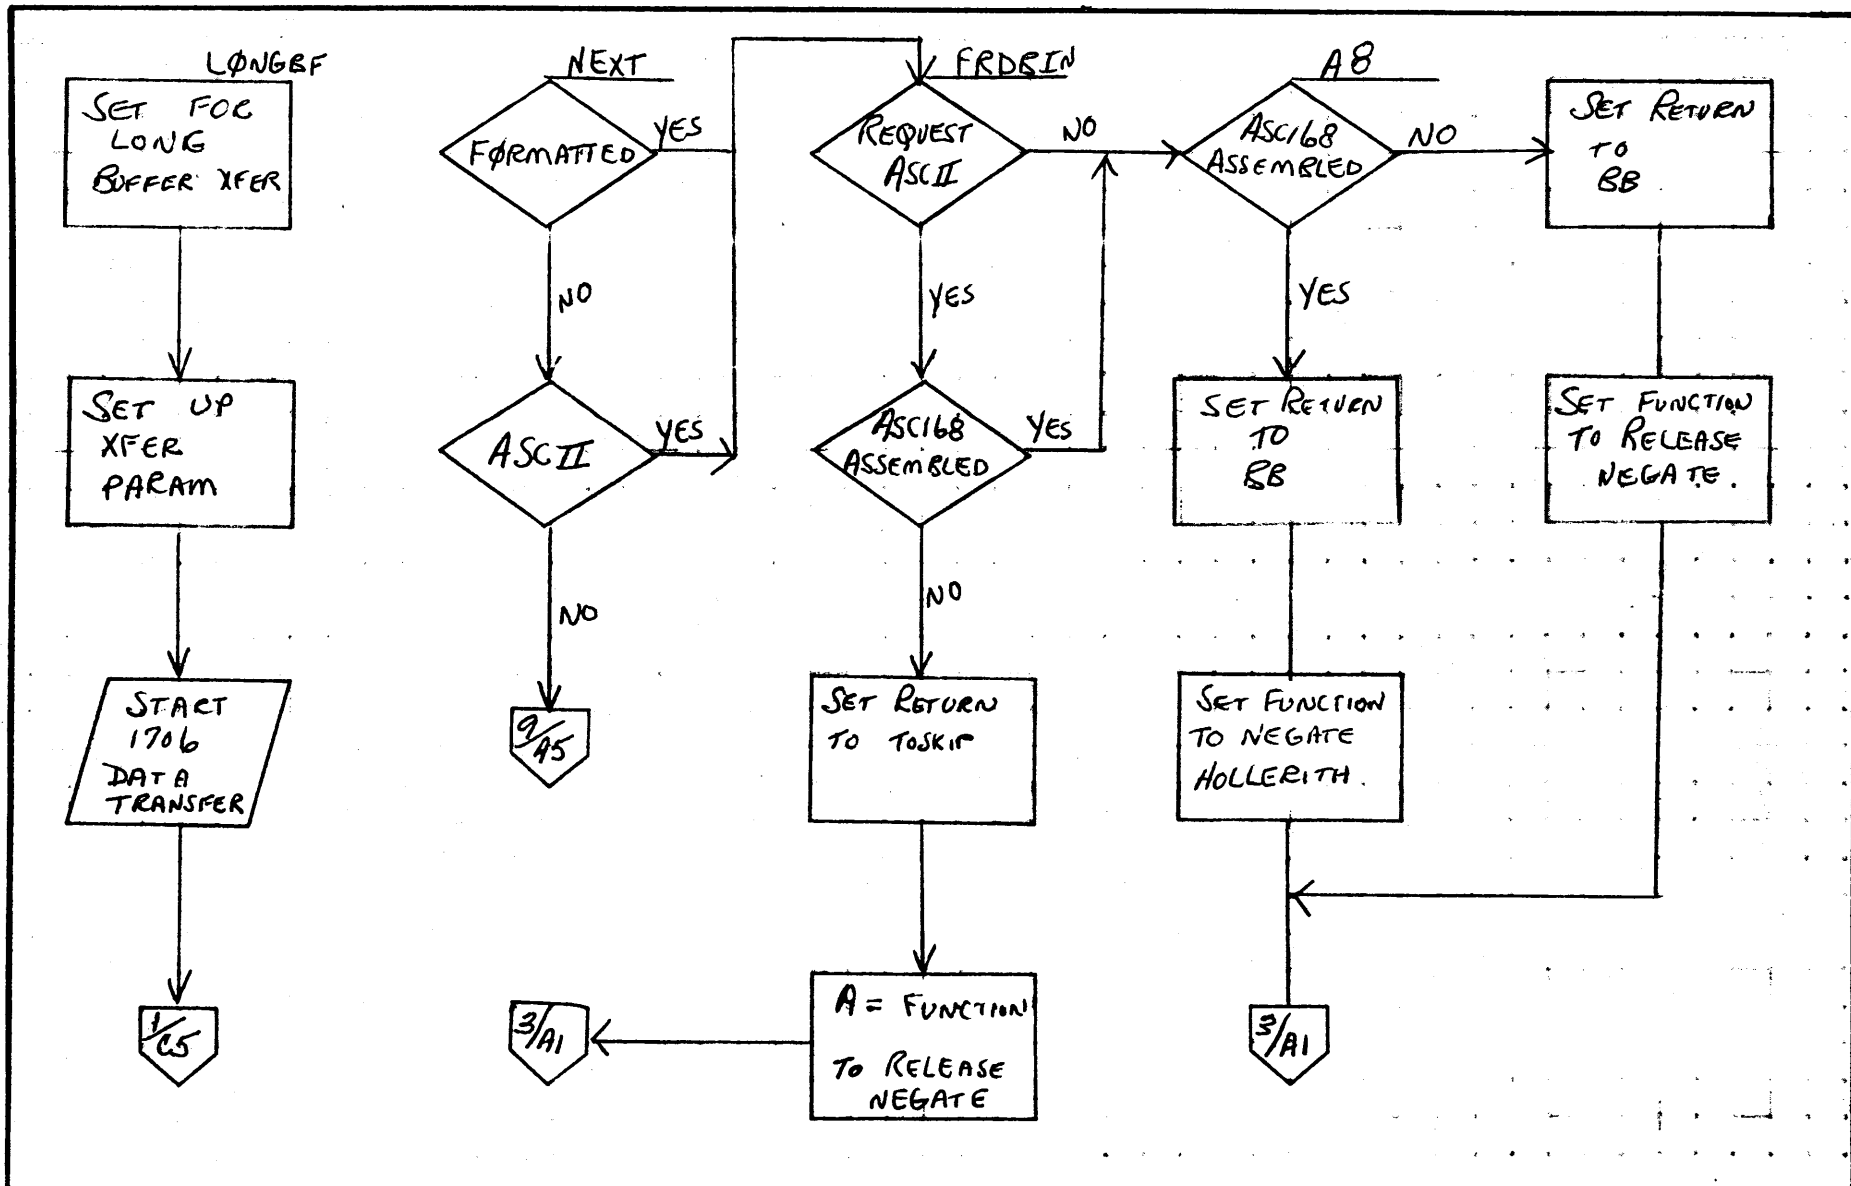 LØNGBF
SET FOR
LONG
BUFFER XFER
SET UP
XFER
PARAM
START
1706
DATA
TRANSFER
1/C5
NEXT
FØRMATTED
YES
NO
ASCII
YES
NO
9/A5
3/A1
FRDBIN
REQUEST
ASCII
NO
YES
ASC168
ASSEMBLED
YES
NO
SET RETURN
TO TOSKIP
A = FUNCTION
TO RELEASE
NEGATE
A8
ASC168
ASSEMBLED
NO
YES
SET RETURN
TO
BB
SET FUNCTION
TO NEGATE
HOLLERITH.
3/A1
SET RETURN
TO
BB
SET FUNCTION
TO RELEASE
NEGATE.